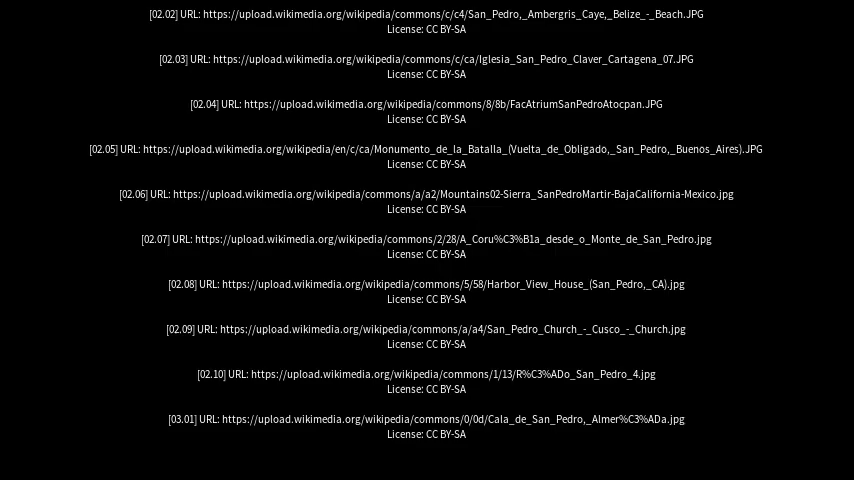 [02.02] URL: https://upload.wikimedia.org/wikipedia/commons/c/c4/San_Pedro,_Ambergris_Caye,_Belize_-_Beach.JPG
License: CC BY-SA
[02.03] URL: https://upload.wikimedia.org/wikipedia/commons/c/ca/Iglesia_San_Pedro_Claver_Cartagena_07.JPG
License: CC BY-SA
[02.04] URL: https://upload.wikimedia.org/wikipedia/commons/8/8b/FacAtriumSanPedroAtocpan.JPG
License: CC BY-SA
[02.05] URL: https://upload.wikimedia.org/wikipedia/en/c/ca/Monumento_de_la_Batalla_(Vuelta_de_Obligado,_San_Pedro,_Buenos_Aires).JPG
License: CC BY-SA
[02.06] URL: https://upload.wikimedia.org/wikipedia/commons/a/a2/Mountains02-Sierra_SanPedroMartir-BajaCalifornia-Mexico.jpg
License: CC BY-SA
[02.07] URL: https://upload.wikimedia.org/wikipedia/commons/2/28/A_Coru%C3%B1a_desde_o_Monte_de_San_Pedro.jpg
License: CC BY-SA
[02.08] URL: https://upload.wikimedia.org/wikipedia/commons/5/58/Harbor_View_House_(San_Pedro,_CA).jpg
License: CC BY-SA
[02.09] URL: https://upload.wikimedia.org/wikipedia/commons/a/a4/San_Pedro_Church_-_Cusco_-_Church.jpg
License: CC BY-SA
[02.10] URL: https://upload.wikimedia.org/wikipedia/commons/1/13/R%C3%ADo_San_Pedro_4.jpg
License: CC BY-SA
[03.01] URL: https://upload.wikimedia.org/wikipedia/commons/0/0d/Cala_de_San_Pedro,_Almer%C3%ADa.jpg
License: CC BY-SA